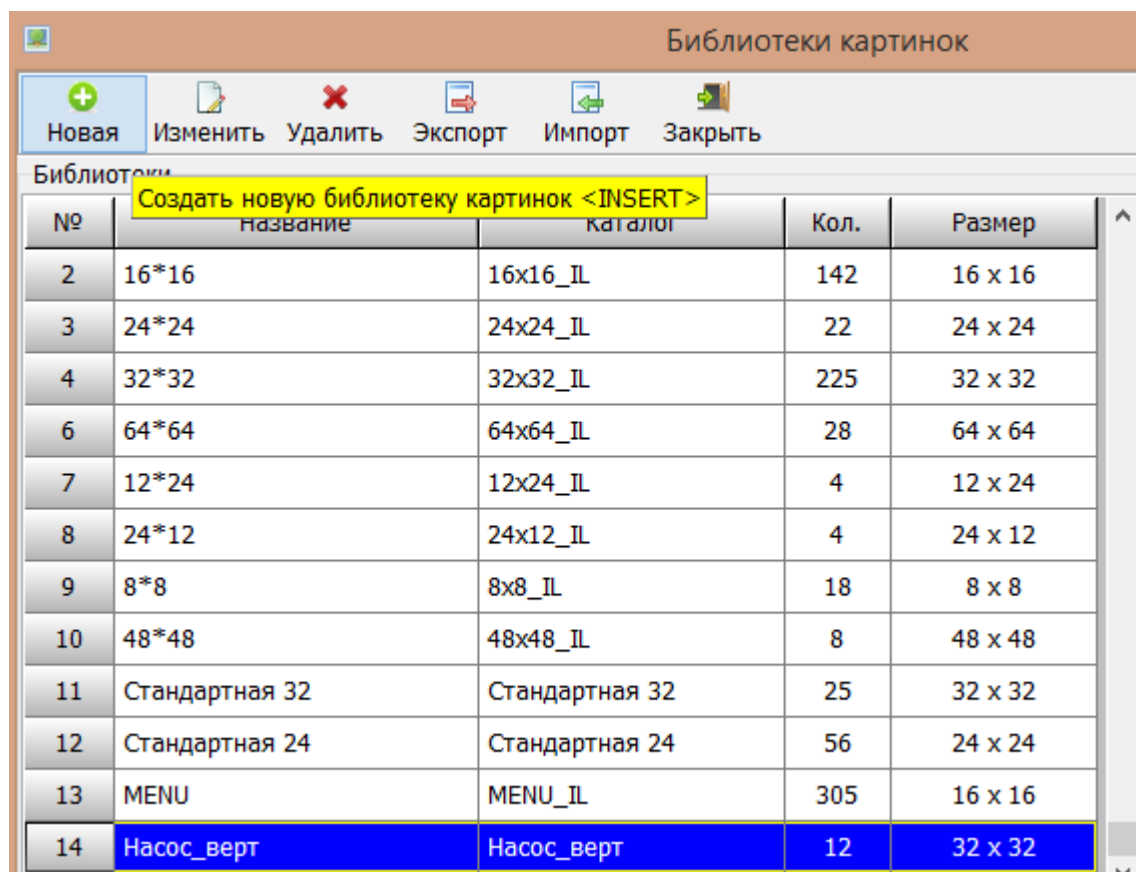 Библиотеки картинок
Новая Изменить Удалить Экспорт Импорт Закрыть
Библиотеки
Создать новую библиотеку картинок <INSERT>
№ Название Каталог Кол. Размер
2 16*16 16x16_IL 142 16 x 16
3 24*24 24x24_IL 22 24 x 24
4 32*32 32x32_IL 225 32 x 32
6 64*64 64x64_IL 28 64 x 64
7 12*24 12x24_IL 4 12 x 24
8 24*12 24x12_IL 4 24 x 12
9 8*8 8x8_IL 18 8 x 8
10 48*48 48x48_IL 8 48 x 48
11 Стандартная 32 Стандартная 32 25 32 x 32
12 Стандартная 24 Стандартная 24 56 24 x 24
13 MENU MENU_IL 305 16 x 16
14 Насос_верт Насос_верт 12 32 x 32